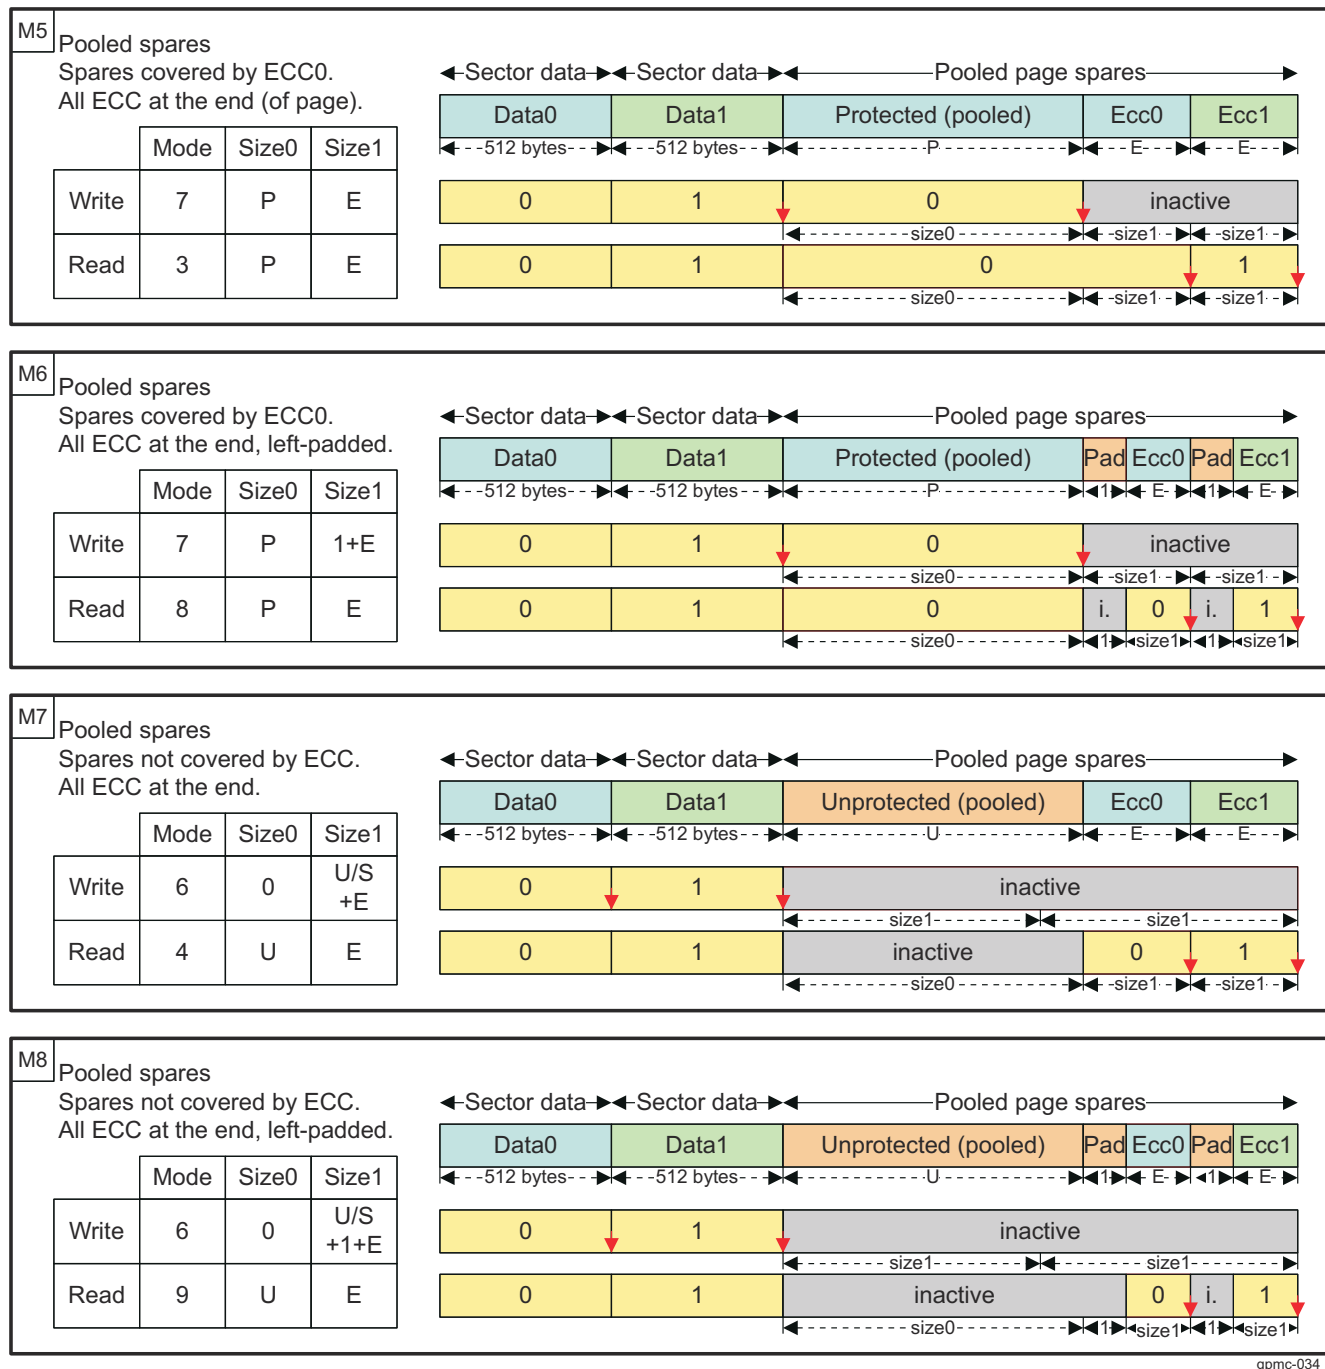 M5
Pooled spares
Spares covered by ECC0.
All ECC at the end (of page).
Mode Size0 Size1
Write 7 P E
Read 3 P E
Sector data Sector data Pooled page spares
Data0 Data1 Protected (pooled) Ecc0 Ecc1
512 bytes 512 bytes P E E
0 1 0 inactive
size0 size1 size1
0 1 0 1
size0 size1 size1
M6
Pooled spares
Spares covered by ECC0.
All ECC at the end, left-padded.
Mode Size0 Size1
Write 7 P 1+E
Read 8 P E
Sector data Sector data Pooled page spares
Data0 Data1 Protected (pooled) Pad Ecc0 Pad Ecc1
512 bytes 512 bytes P 1 E 1 E
0 1 0 inactive
size0 size1 size1
0 1 0 i. 0 i. 1
size0 1 size1 1 size1
M7
Pooled spares
Spares not covered by ECC.
All ECC at the end.
Mode Size0 Size1
Write 6 0 U/S
+E
Read 4 U E
Sector data Sector data Pooled page spares
Data0 Data1 Unprotected (pooled) Ecc0 Ecc1
512 bytes 512 bytes U E E
0 1 inactive
size1 size1
0 1 inactive 0 1
size0 size1 size1
M8
Pooled spares
Spares not covered by ECC.
All ECC at the end, left-padded.
Mode Size0 Size1
Write 6 0 U/S
+1+E
Read 9 U E
Sector data Sector data Pooled page spares
Data0 Data1 Unprotected (pooled) Pad Ecc0 Pad Ecc1
512 bytes 512 bytes U 1 E 1 E
0 1 inactive
size1 size1
0 1 inactive 0 i. 1
size0 1 size1 1 size1
gpmc-034